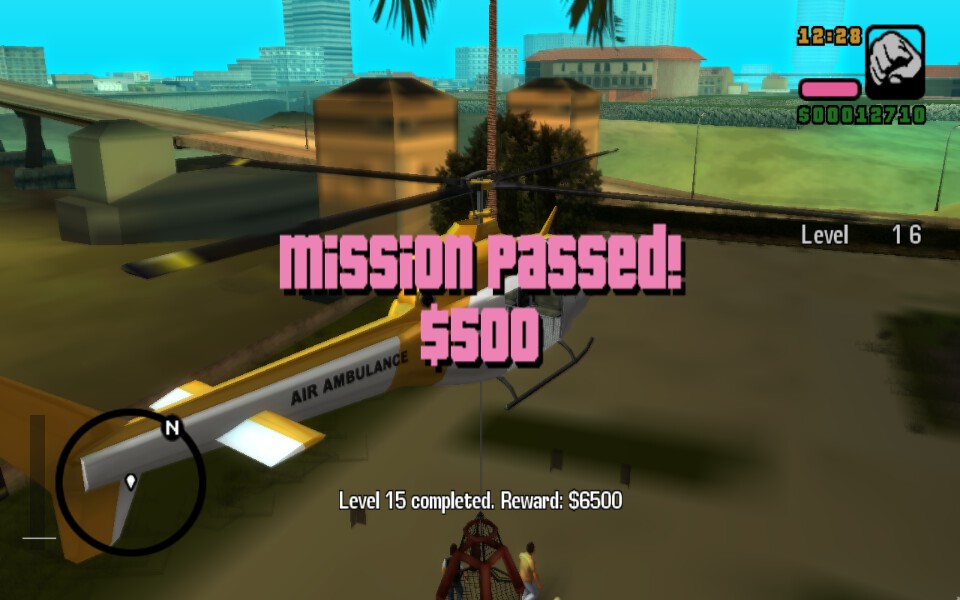 12:28
$00012710
Level 16
mission passed!
$500
AIR AMBULANCE
N
Level 15 completed. Reward: $6500